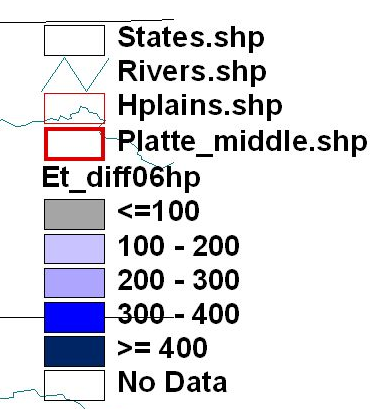 States.shp
Rivers.shp
Hplains.shp
Platte_middle.shp
Et_diff06hp
<=100
100 - 200
200 - 300
300 - 400
>= 400
No Data